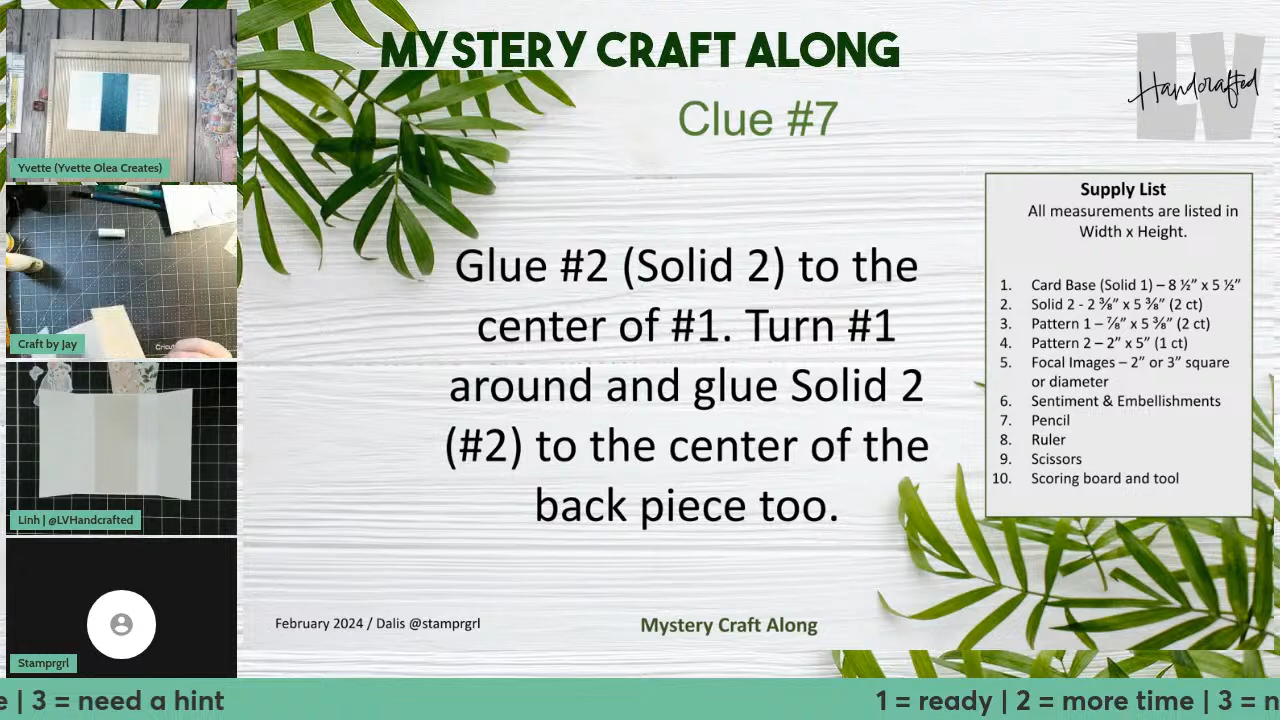 MYSTERY CRAFT ALONG
Clue #7
Handcrafted
Yvette (Yvette Olea Creates)
Craft by Jay
Linh | @LVHandcrafted
Stamprgrl
Glue #2 (Solid 2) to the
center of #1. Turn #1
around and glue Solid 2
(#2) to the center of the
back piece too.
Supply List
All measurements are listed in
Width x Height.
1. Card Base (Solid 1) – 8 ½” x 5 ½”
2. Solid 2 - 2 ⅜” x 5 ⅜” (2 ct)
3. Pattern 1 – ⅞” x 5 ⅜” (2 ct)
4. Pattern 2 – 2” x 5” (1 ct)
5. Focal Images – 2” or 3” square
or diameter
6. Sentiment & Embellishments
7. Pencil
8. Ruler
9. Scissors
10. Scoring board and tool
February 2024 / Dalis @stamprgrl
Mystery Craft Along
e | 3 = need a hint
1 = ready | 2 = more time | 3 = n